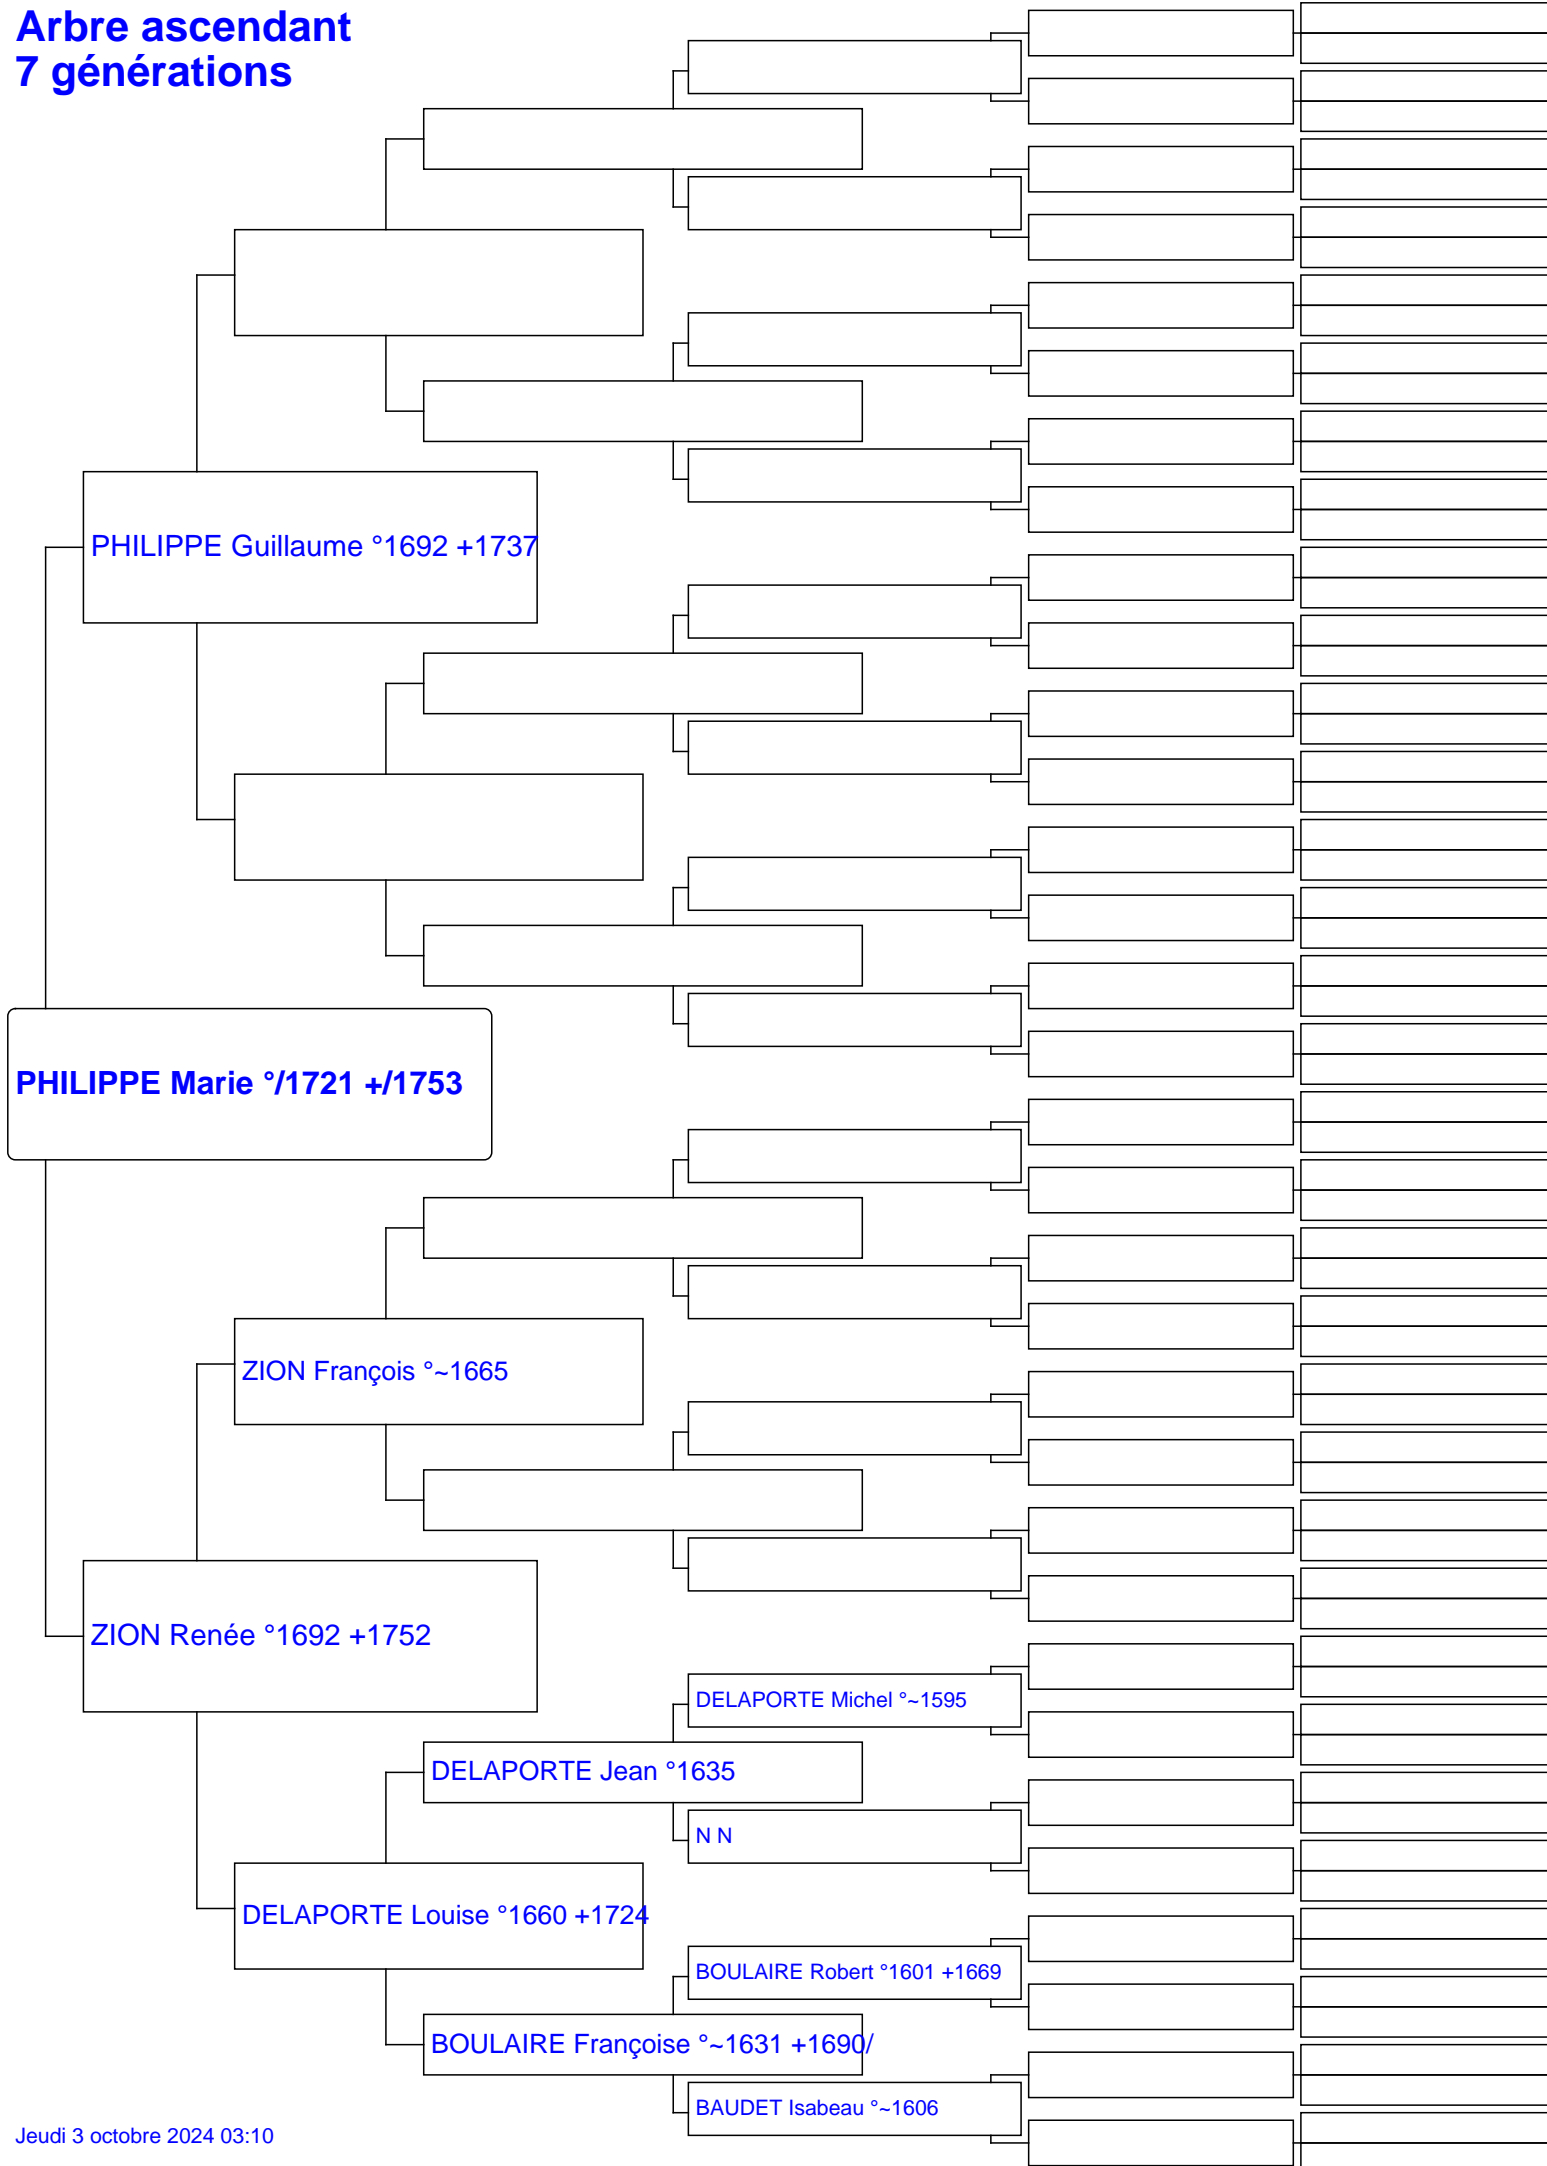 Arbre ascendant
7 générations
PHILIPPE Guillaume °1692 +1737
PHILIPPE Marie °/1721 +/1753
ZION François °~1665
ZION Renée °1692 +1752
DELAPORTE Michel °~1595
DELAPORTE Jean °1635
N N
DELAPORTE Louise °1660 +1724
BOULAIRE Robert °1601 +1669
BOULAIRE Françoise °~1631 +1690/
BAUDET Isabeau °~1606
Jeudi 3 octobre 2024 03:10